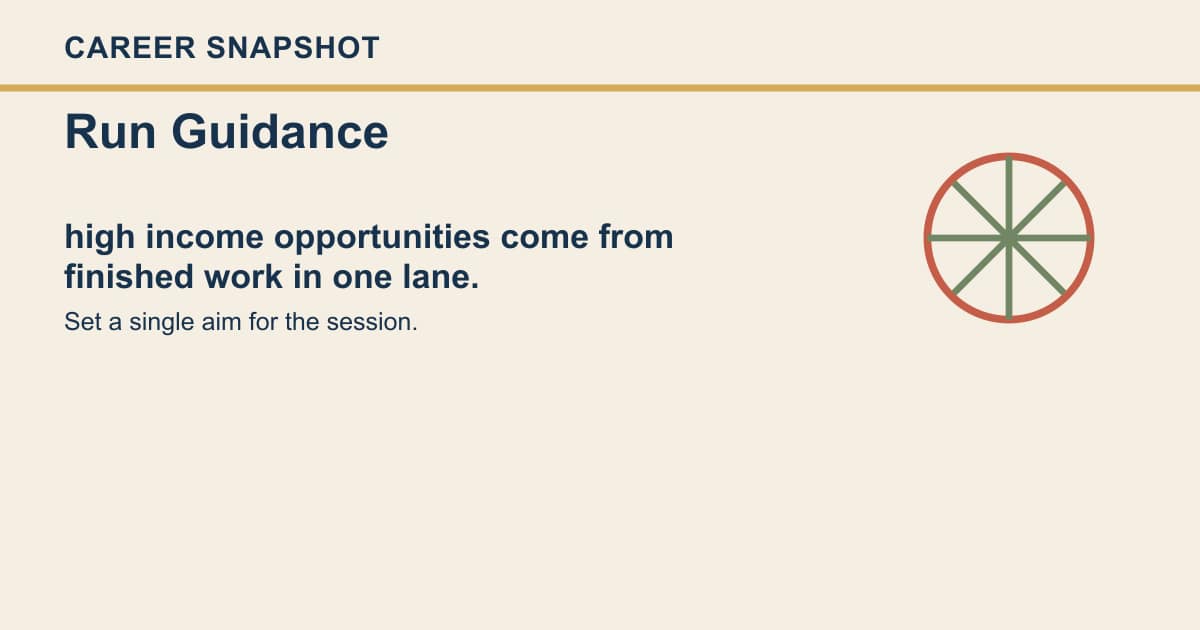 CAREER SNAPSHOT
Run Guidance
high income opportunities come from
finished work in one lane.
Set a single aim for the session.